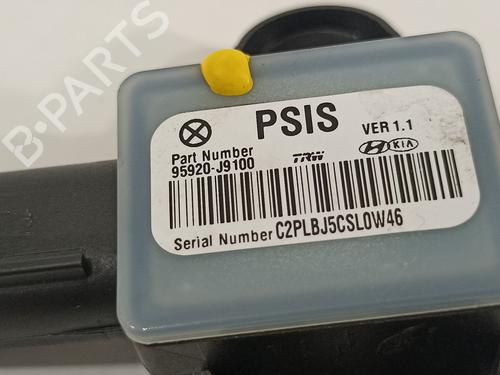 B-PARTS
PSIS
VER 1.1
Part Number
95920-J9100
TRW
KIA
Serial Number C2PLBJ5CSL0W46